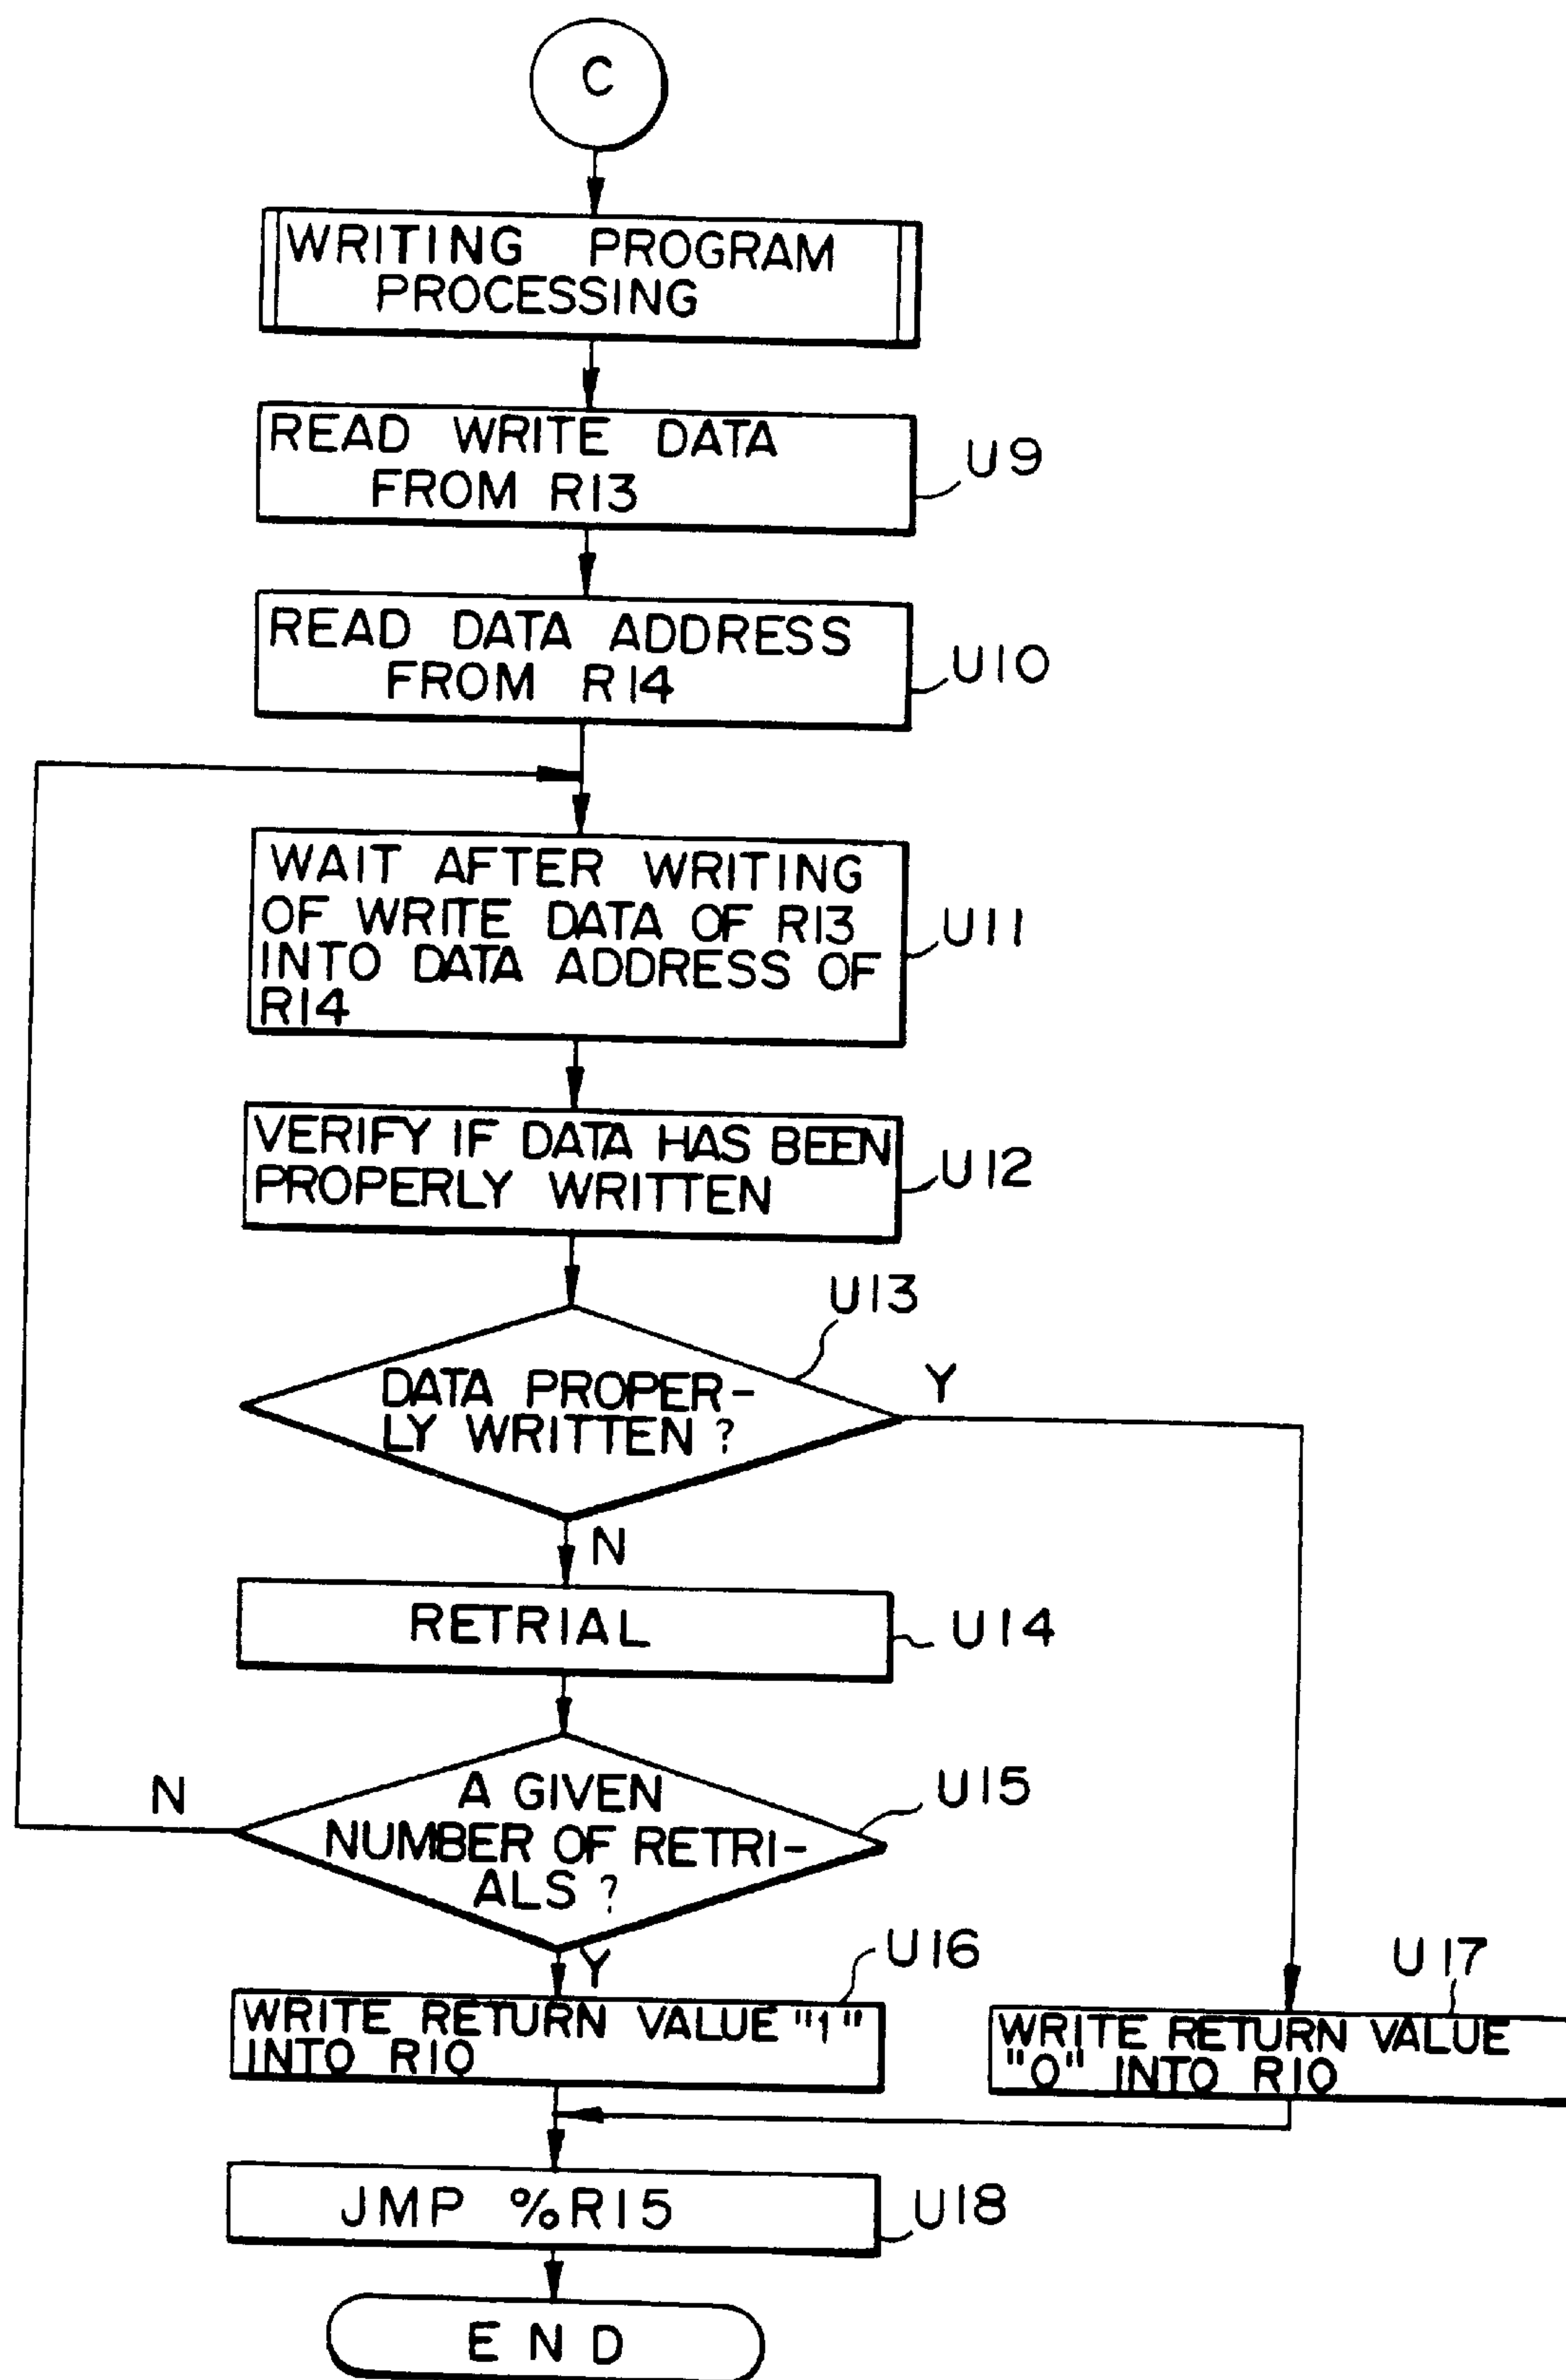 C
WRITING PROGRAM
PROCESSING
READ WRITE DATA
FROM R13
U9
READ DATA ADDRESS
FROM R14
U10
WAIT AFTER WRITING
OF WRITE DATA OF R13
INTO DATA ADDRESS OF
R14
U11
VERIFY IF DATA HAS BEEN
PROPERLY WRITTEN
U12
U13
DATA PROPER-
LY WRITTEN ?
Y
N
RETRIAL
U14
A GIVEN
NUMBER OF RETRI-
ALS ?
U15
N
Y
U16
WRITE RETURN VALUE "1"
INTO R10
U17
WRITE RETURN VALUE
"0" INTO R10
JMP %R15
U18
END